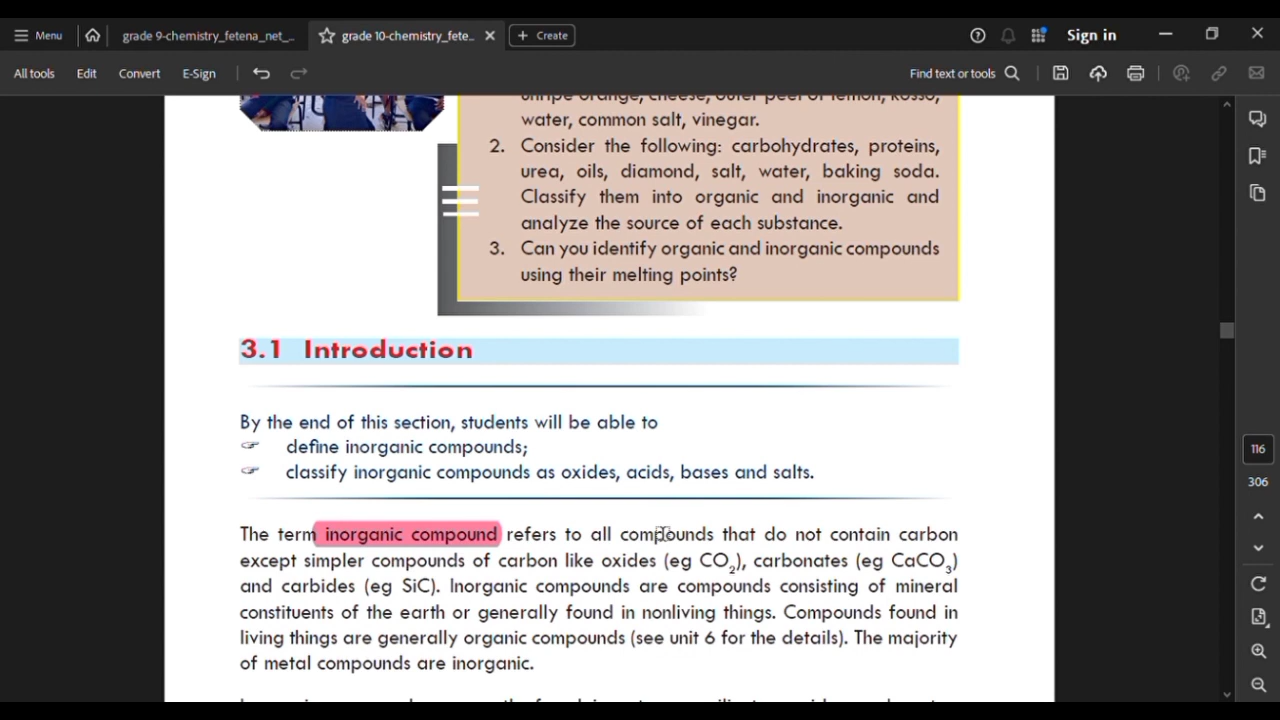 Menu
grade 9-chemistry_fetena_net_...
grade 10-chemistry_fete...
Create
Sign in
All tools
Edit
Convert
E-Sign
Find text or tools
unripe orange, cheese, outer peel of lemon, kosso,
water, common salt, vinegar.
2. Consider the following: carbohydrates, proteins,
urea, oils, diamond, salt, water, baking soda.
Classify them into organic and inorganic and
analyze the source of each substance.
3. Can you identify organic and inorganic compounds
using their melting points?
3.1 Introduction
By the end of this section, students will be able to
define inorganic compounds;
classify inorganic compounds as oxides, acids, bases and salts.
The term inorganic compound refers to all compounds that do not contain carbon
except simpler compounds of carbon like oxides (eg CO2), carbonates (eg CaCO3)
and carbides (eg SiC). Inorganic compounds are compounds consisting of mineral
constituents of the earth or generally found in nonliving things. Compounds found in
living things are generally organic compounds (see unit 6 for the details). The majority
of metal compounds are inorganic.
116
306